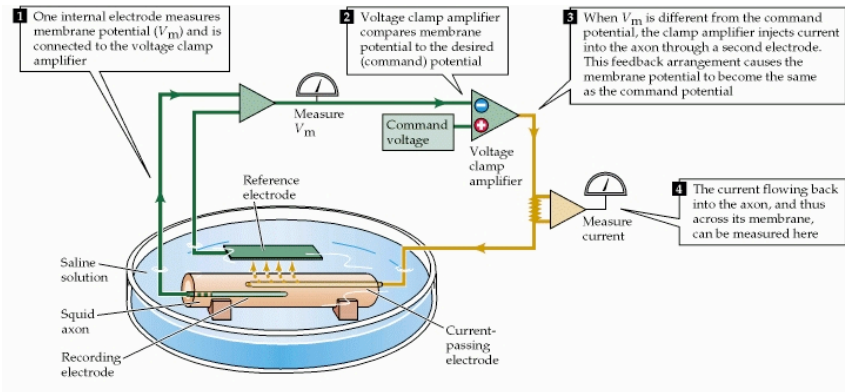 1 One internal electrode measures
membrane potential (Vm) and is
connected to the voltage clamp
amplifier
2 Voltage clamp amplifier
compares membrane
potential to the desired
(command) potential
3 When Vm is different from the command
potential, the clamp amplifier injects current
into the axon through a second electrode.
This feedback arrangement causes the
membrane potential to become the same
as the command potential
Measure
Vm
Command
voltage
−
+
Voltage
clamp
amplifier
Reference
electrode
Measure
current
4 The current flowing back
into the axon, and thus
across its membrane,
can be measured here
Saline
solution
Squid
axon
Recording
electrode
Current-
passing
electrode